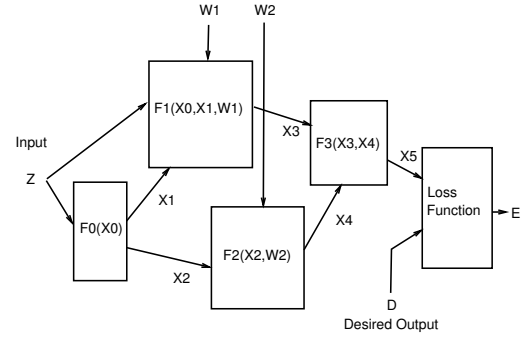 W1
W2
F1(X0,X1,W1)
X3
F3(X3,X4)
Input
Z
X1
X5
Loss
Function
E
F0(X0)
X4
F2(X2,W2)
X2
D
Desired Output